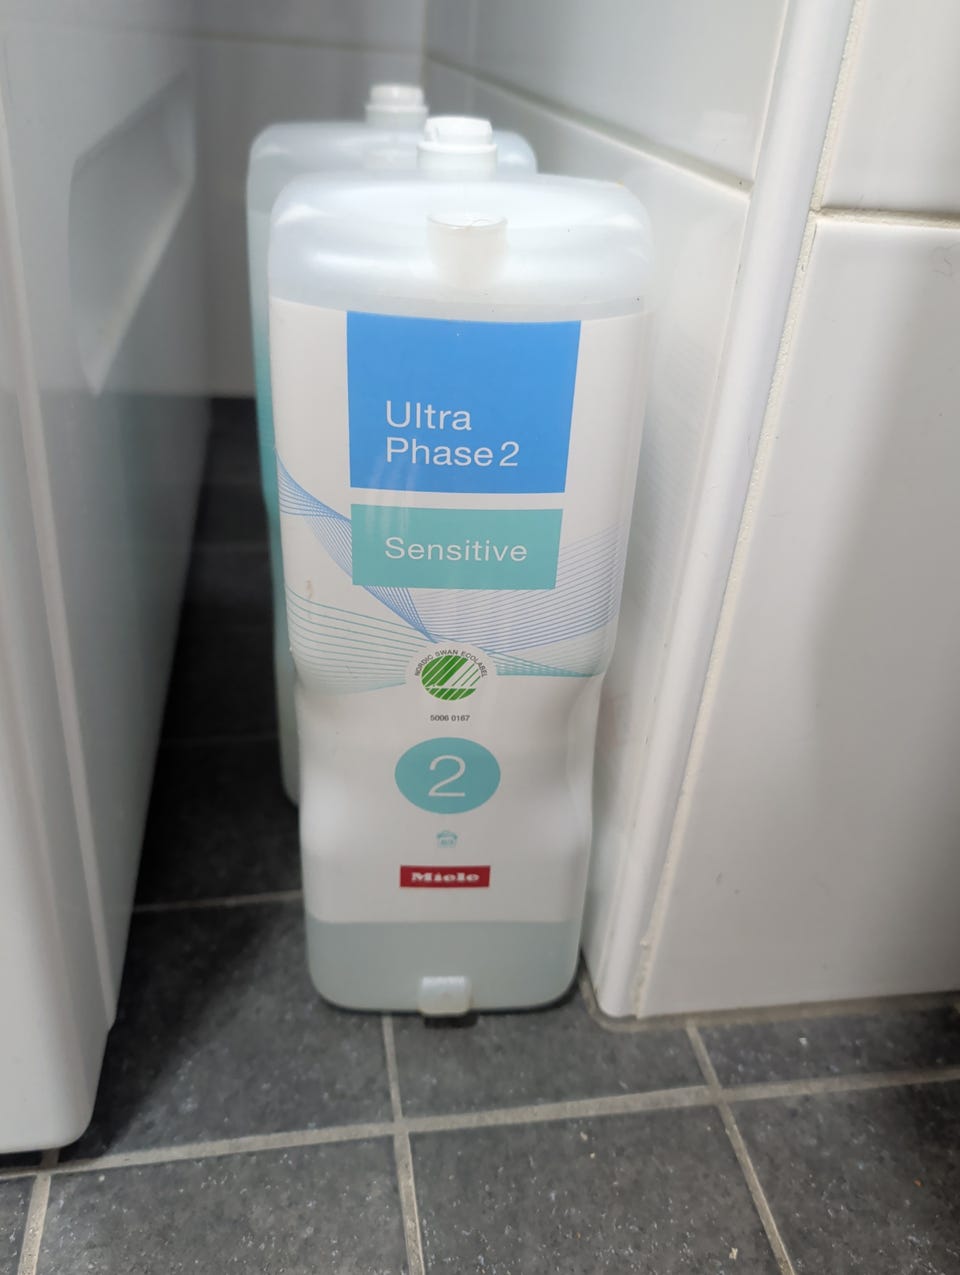 Ultra
Phase 2
Sensitive
NORDIC SWAN ECOLABEL
5006 0167
2
Miele